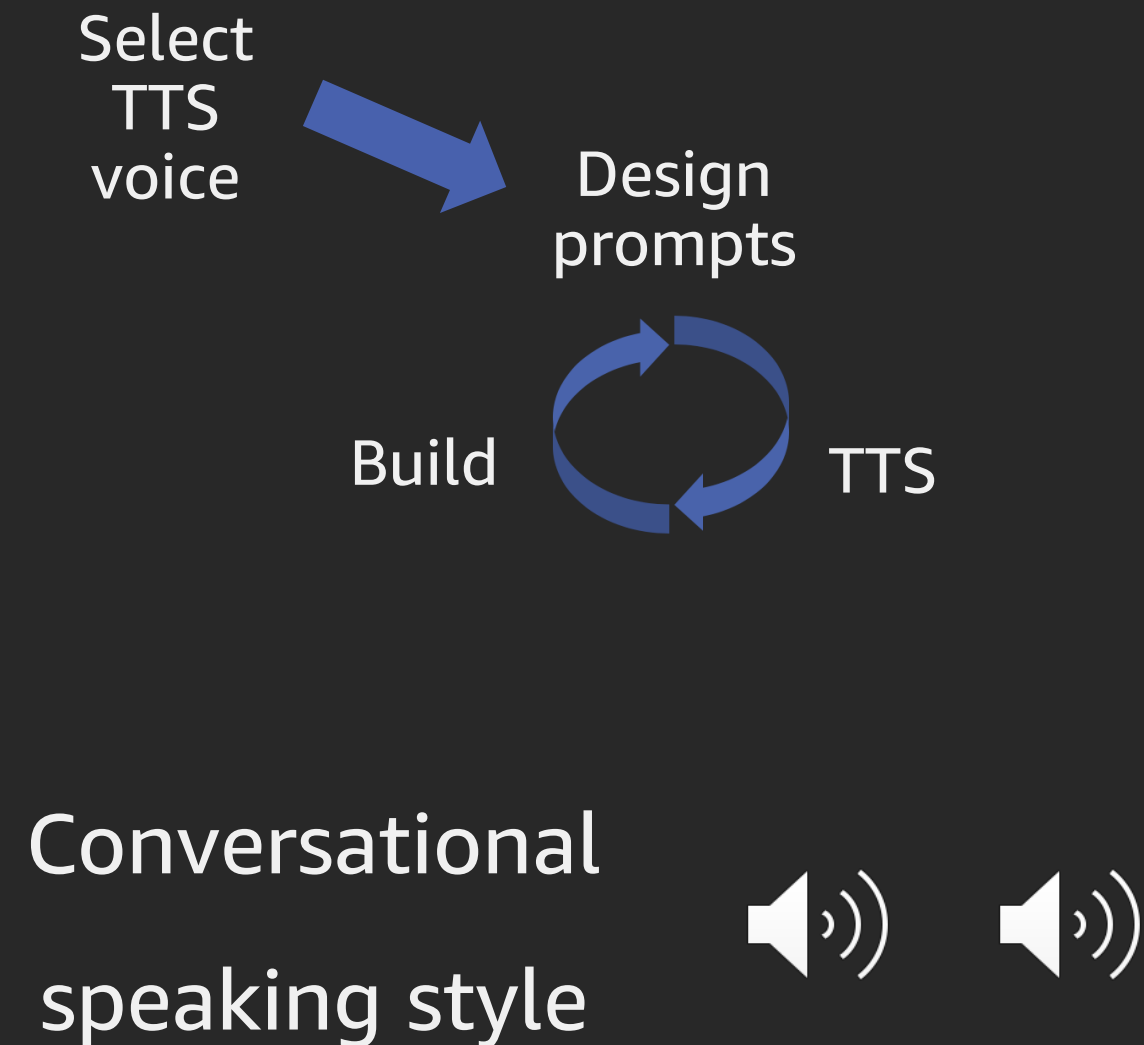 Select
TTS
voice
Design
prompts
Build
TTS
Conversational
speaking style